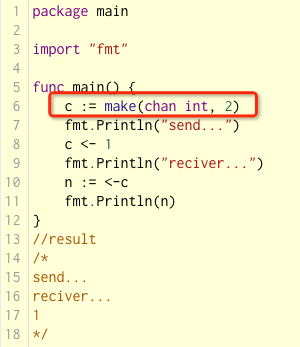 1 package main
2
3 import "fmt"
4
5 func main() {
6     c := make(chan int, 2)
7     fmt.Println("send...")
8     c <- 1
9     fmt.Println("reciver...")
10     n := <-c
11     fmt.Println(n)
12 }
13 //result
14 /*
15 send...
16 reciver...
17 1
18 */